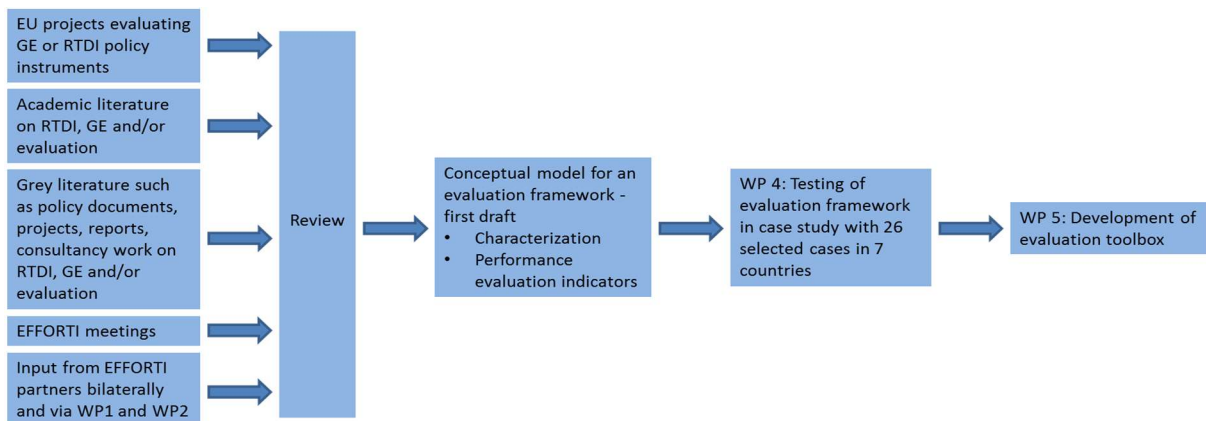 EU projects evaluating
GE or RTDI policy
instruments
Academic literature
on RTDI, GE and/or
evaluation
Grey literature such
as policy documents,
projects, reports,
consultancy work on
RTDI, GE and/or
evaluation
EFFORTI meetings
Input from EFFORTI
partners bilaterally
and via WP1 and WP2
Review
Conceptual model for an
evaluation framework -
first draft
• Characterization
• Performance
evaluation indicators
WP 4: Testing of
evaluation framework
in case study with 26
selected cases in 7
countries
WP 5: Development of
evaluation toolbox